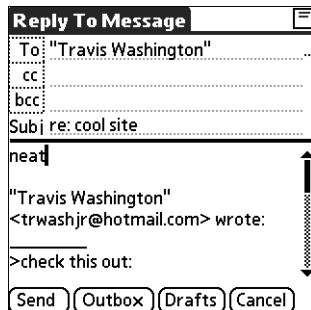 Reply To Message
To "Travis Washington" ..
cc
bcc
Subj re: cool site
neat
"Travis Washington"
<trwashjr@hotmail.com> wrote:
__________
>check this out:
Send Outbox Drafts Cancel